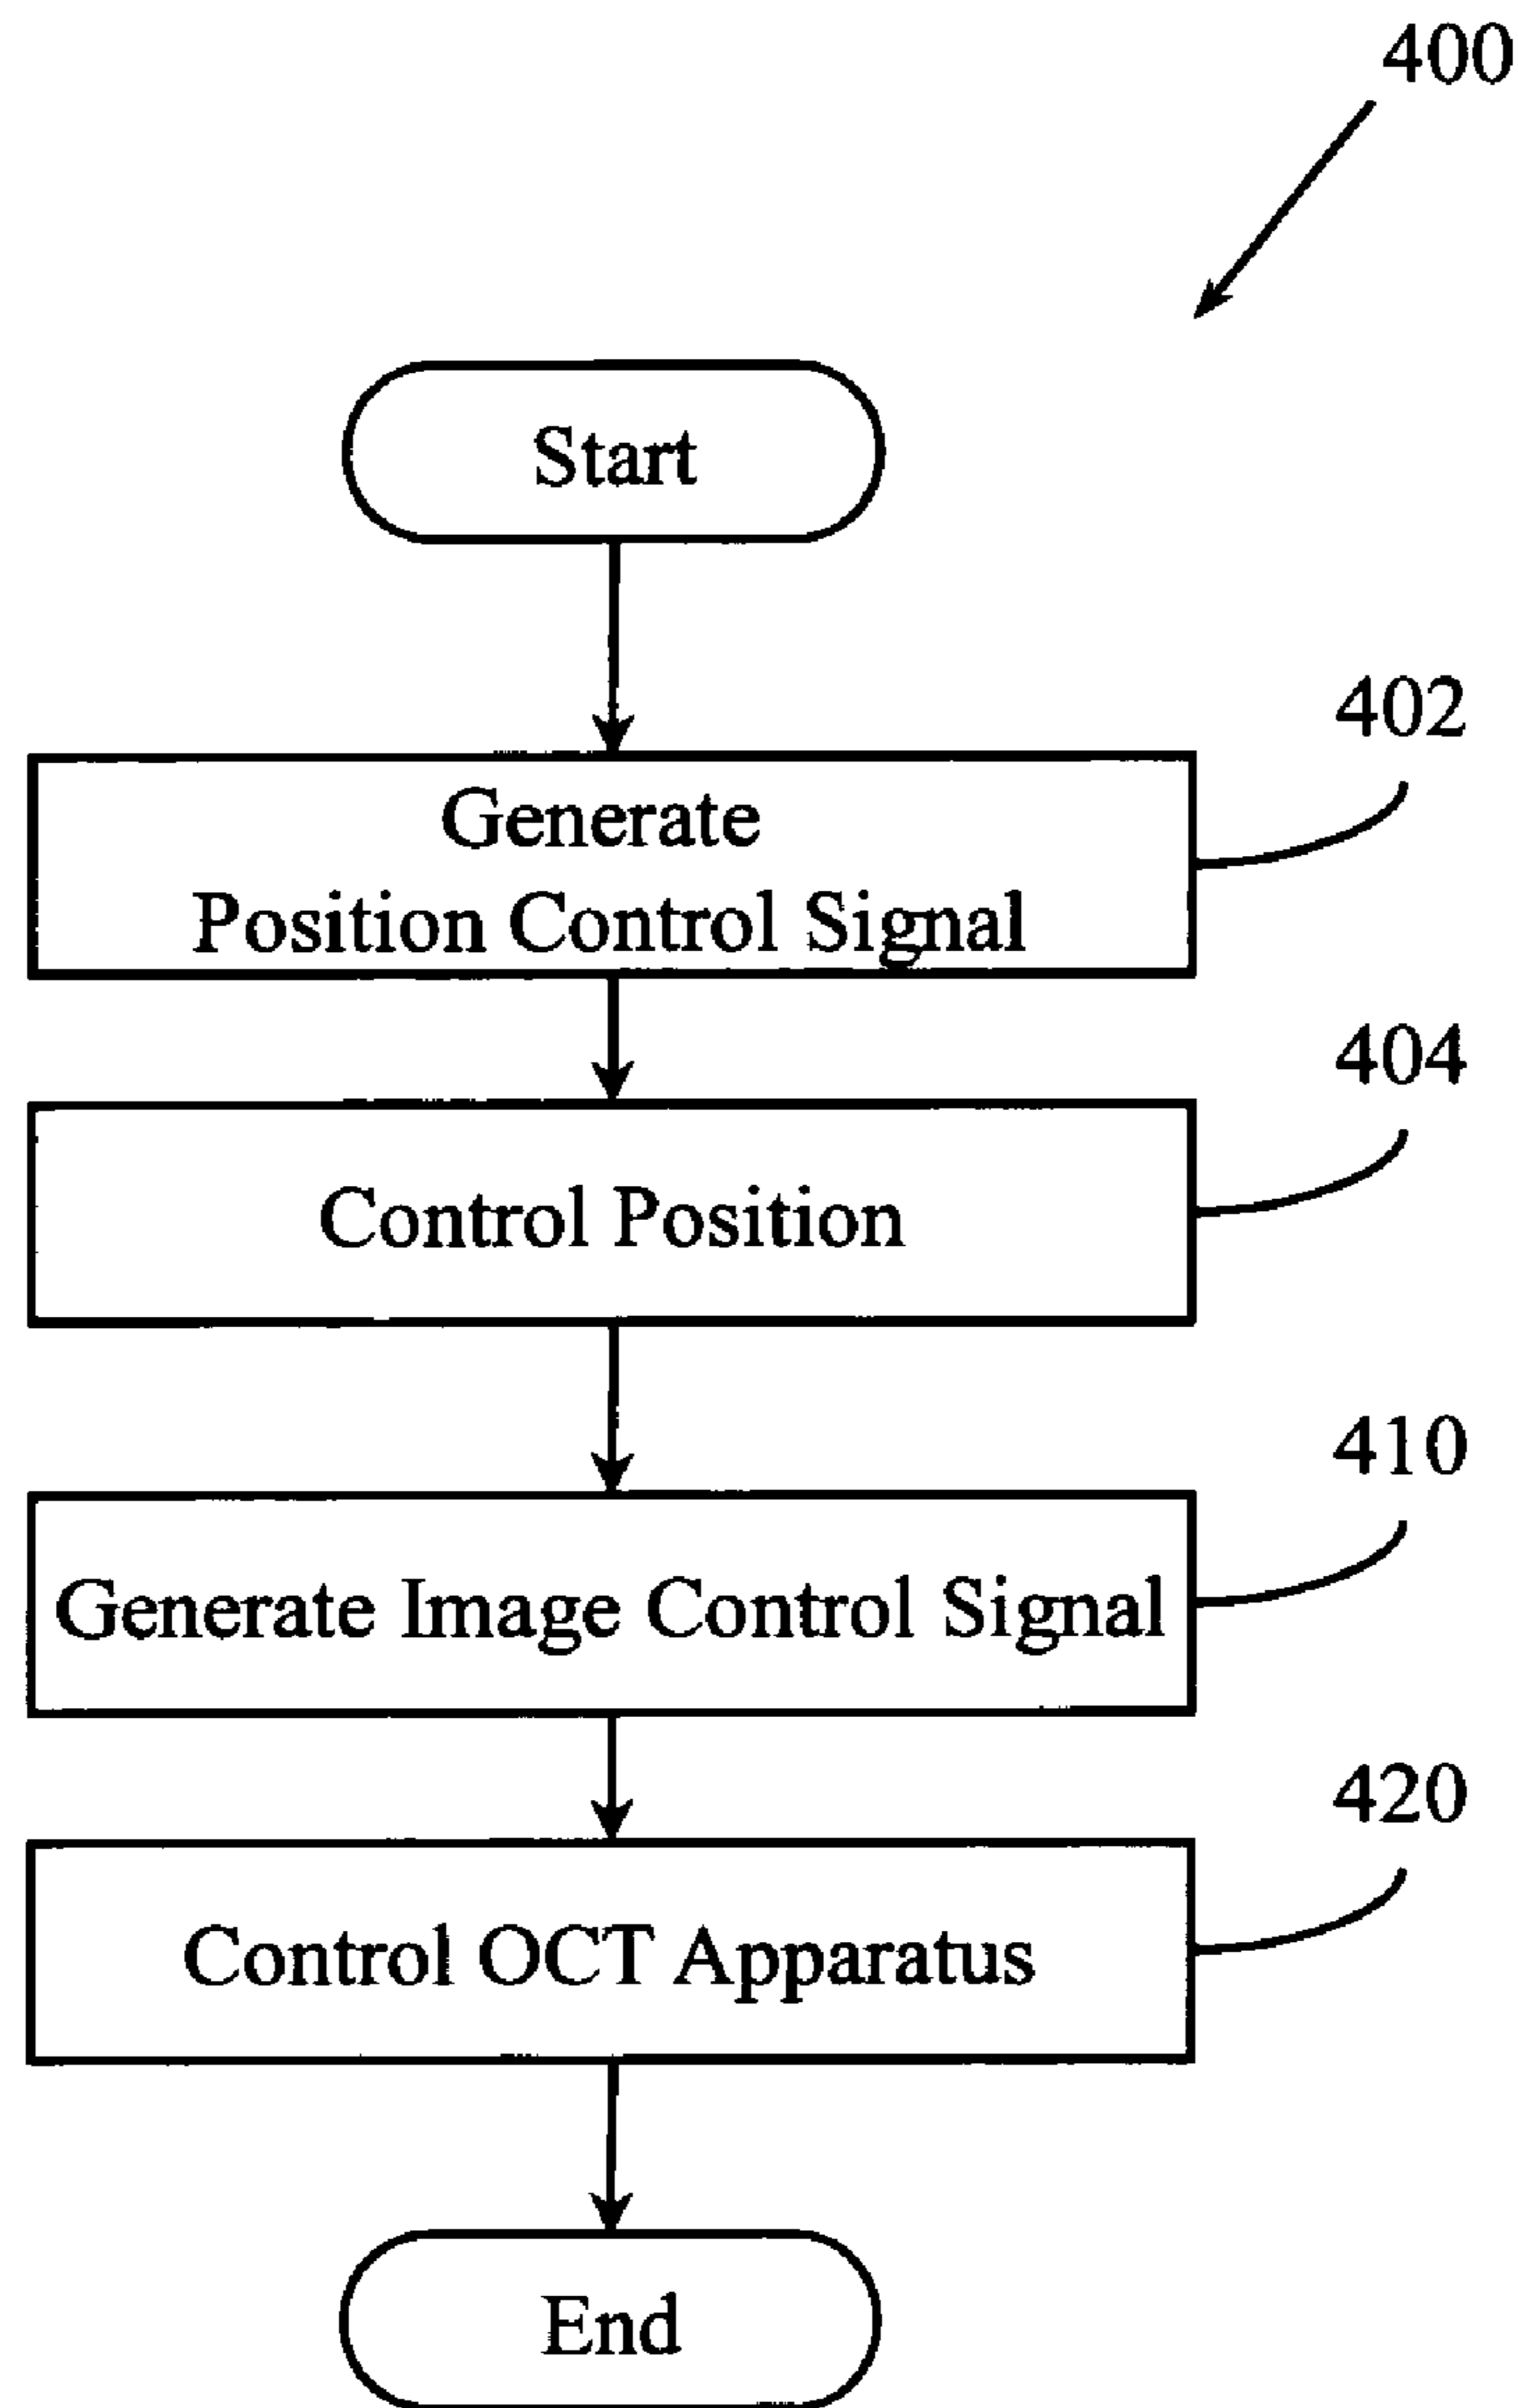 400
Start
402
Generate
Position Control Signal
404
Control Position
410
Generate Image Control Signal
420
Control OCT Apparatus
End